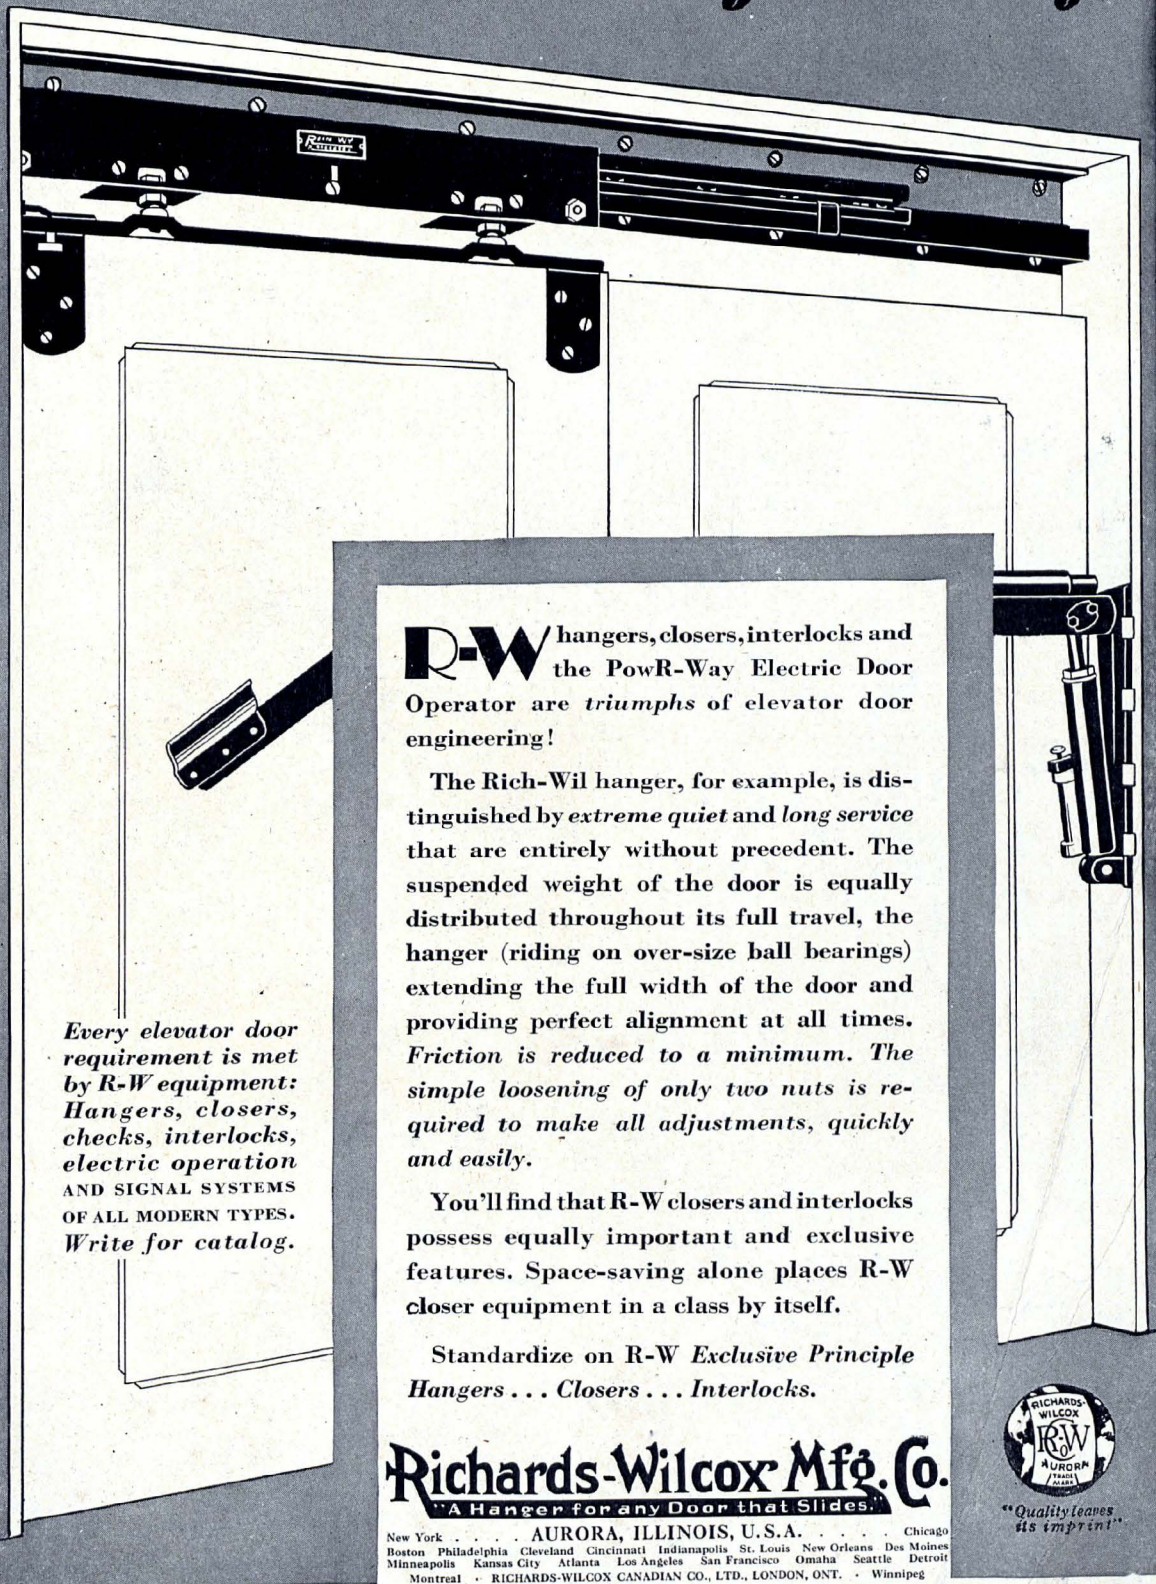 R-W hangers, closers, interlocks and
the PowR-Way Electric Door
Operator are triumphs of elevator door
engineering!
The Rich-Wil hanger, for example, is dis-
tinguished by extreme quiet and long service
that are entirely without precedent. The
suspended weight of the door is equally
distributed throughout its full travel, the
hanger (riding on over-size ball bearings)
extending the full width of the door and
providing perfect alignment at all times.
Friction is reduced to a minimum. The
simple loosening of only two nuts is re-
quired to make all adjustments, quickly
and easily.
You'll find that R-W closers and interlocks
possess equally important and exclusive
features. Space-saving alone places R-W
closer equipment in a class by itself.
Standardize on R-W Exclusive Principle
Hangers . . . Closers . . . Interlocks.
Every elevator door
requirement is met
by R-W equipment:
Hangers, closers,
checks, interlocks,
electric operation
AND SIGNAL SYSTEMS
OF ALL MODERN TYPES.
Write for catalog.
Richards-Wilcox Mfg. Co.
"A Hanger for any Door that Slides."
New York . . . . AURORA, ILLINOIS, U.S.A. . . . . . Chicago
Boston Philadelphia Cleveland Cincinnati Indianapolis St. Louis New Orleans Des Moines
Minneapolis Kansas City Atlanta Los Angeles San Francisco Omaha Seattle Detroit
Montreal · RICHARDS-WILCOX CANADIAN CO., LTD., LONDON, ONT. · Winnipeg
RICHARDS-
WILCOX
R-W
Co
AURORA
TRADE
MARK
"Quality leaves
its imprint"